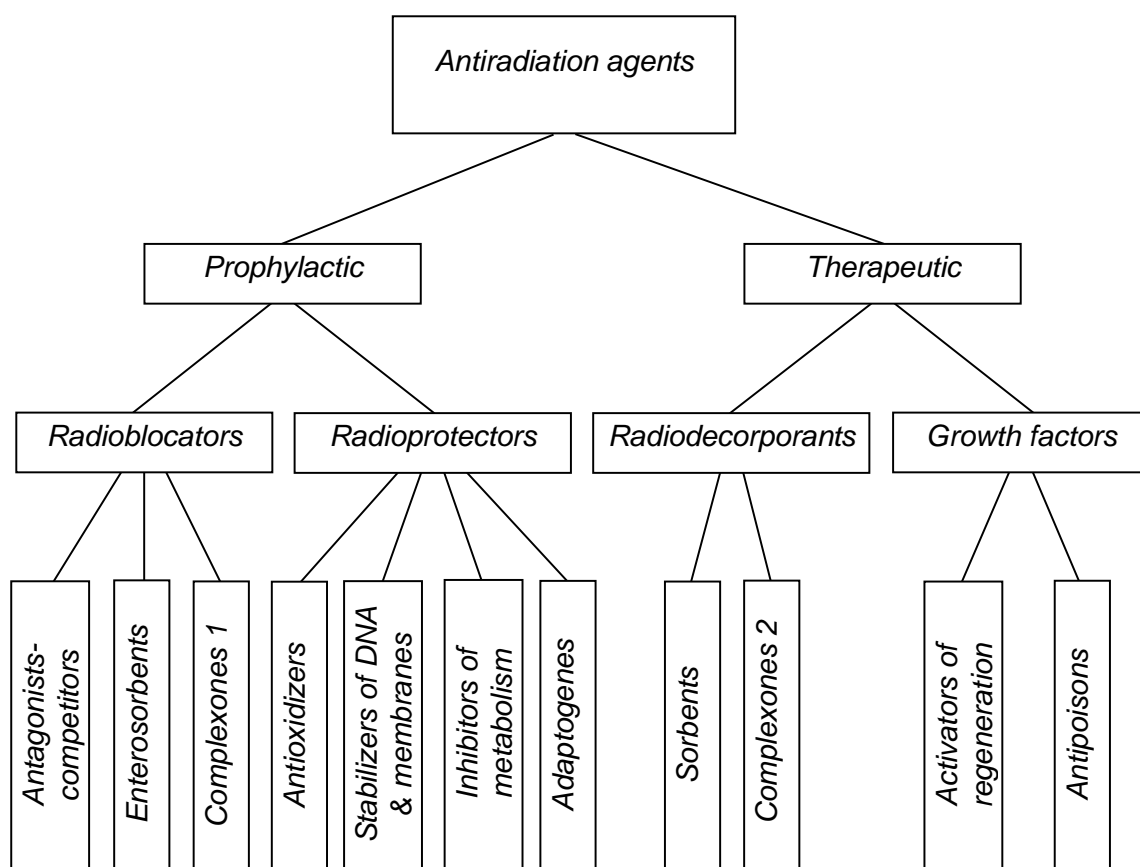 Antiradiation agents
Prophylactic
Therapeutic
Radioblocators
Radioprotectors
Radiodecorporants
Growth factors
Antagonists-
competitors
Enterosorbents
Complexones 1
Antioxidizers
Stabilizers of DNA
& membranes
Inhibitors of
metabolism
Adaptogenes
Sorbents
Complexones 2
Activators of
regeneration
Antipoisons